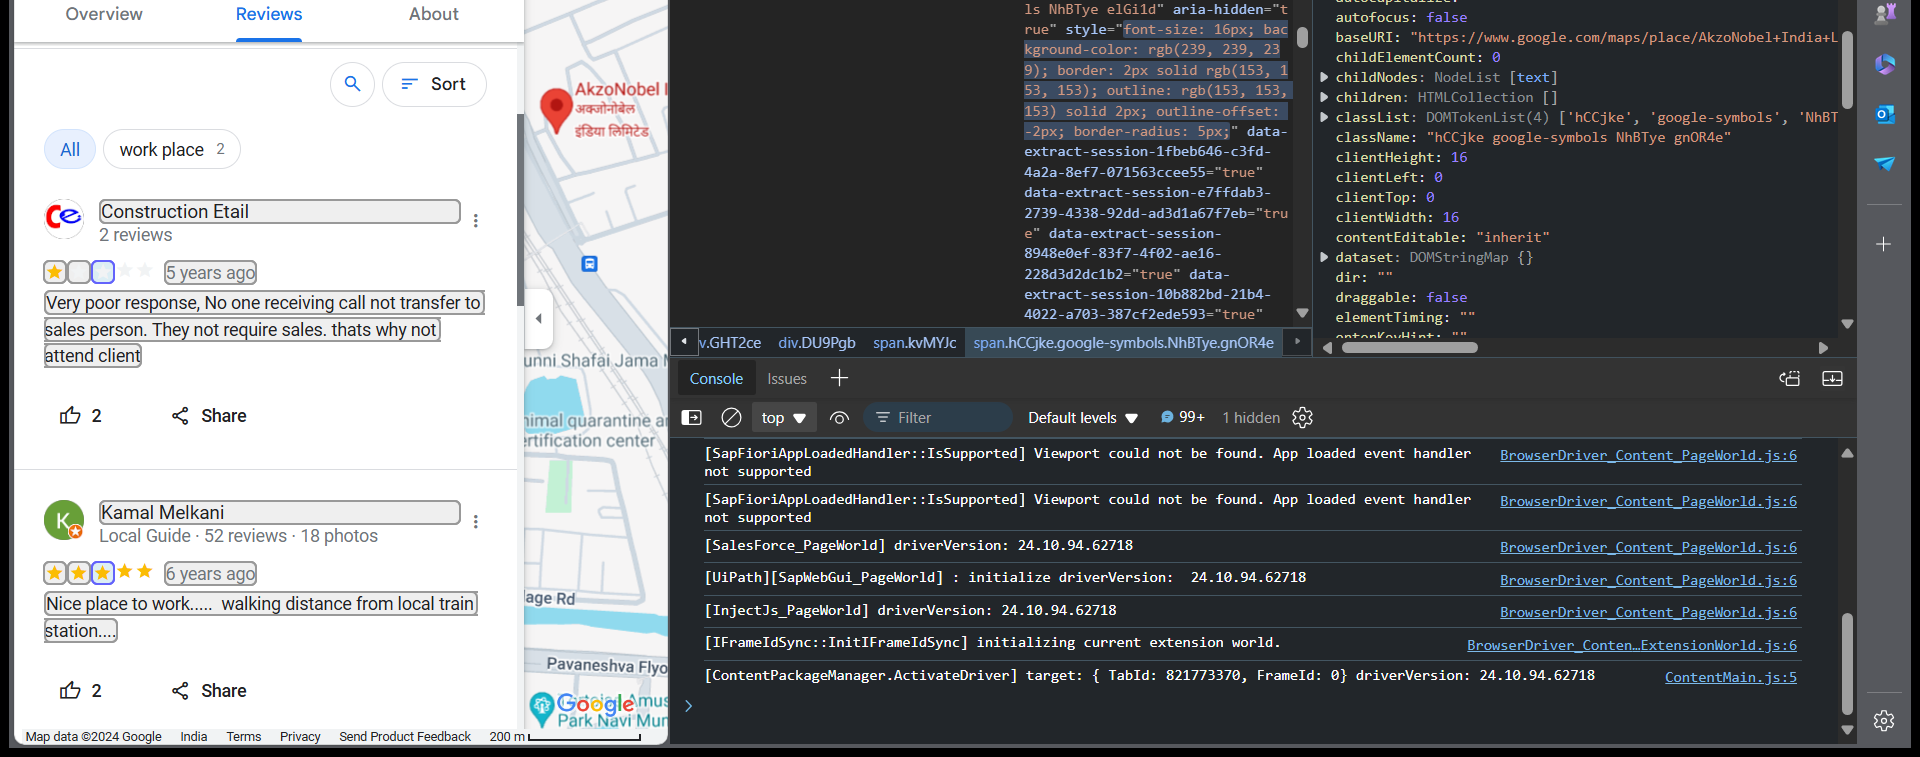 Overview
Reviews
About
Sort
All
work place 2
Construction Etail
2 reviews
5 years ago
Very poor response, No one receiving call not transfer to
sales person. They not require sales. thats why not
attend client
2
Share
Kamal Melkani
Local Guide · 52 reviews · 18 photos
6 years ago
Nice place to work..... walking distance from local train
station....
2
Share
Map data ©2024 Google
India
Terms
Privacy
Send Product Feedback
200 m
AkzoNobel I
अक्जोनोबेल
इंडिया लिमिटेड
unni Shafai Jama M
nimal quarantine a
ertification center
age Rd
Pavaneshva Flyo
Google
Amus
Park Navi Mun
ls NhBTye elGi1d" aria-hidden="t
rue" style="font-size: 16px; bac
kground-color: rgb(239, 239, 23
9); border: 2px solid rgb(153, 1
53, 153); outline: rgb(153, 153,
153) solid 2px; outline-offset:
-2px; border-radius: 5px;" data-
extract-session-1fbeb646-c3fd-
4a2a-8ef7-071563ccee55="true"
data-extract-session-e7ffdab3-
2739-4338-92dd-ad3d1a67f7eb="tru
e" data-extract-session-
8948e0ef-83f7-4f02-ae16-
228d3d2dc1b2="true" data-
extract-session-10b882bd-21b4-
4022-a703-387cf2ede593="true"
autofocus: false
baseURI: "https://www.google.com/maps/place/AkzoNobel+India+L
childElementCount: 0
childNodes: NodeList [text]
children: HTMLCollection []
classList: DOMTokenList(4) ['hCCjke', 'google-symbols', 'NhBT
className: "hCCjke google-symbols NhBTye gnOR4e"
clientHeight: 16
clientLeft: 0
clientTop: 0
clientWidth: 16
contentEditable: "inherit"
dataset: DOMStringMap {}
dir: ""
draggable: false
elementTiming: ""
enterKeyHint: ""
v.GHT2ce
div.DU9Pgb
span.kvMYJc
span.hCCjke.google-symbols.NhBTye.gnOR4e
Console
Issues
top
Filter
Default levels
99+
1 hidden
[SapFioriAppLoadedHandler::IsSupported] Viewport could not be found. App loaded event handler
not supported
BrowserDriver_Content_PageWorld.js:6
[SapFioriAppLoadedHandler::IsSupported] Viewport could not be found. App loaded event handler
not supported
BrowserDriver_Content_PageWorld.js:6
[SalesForce_PageWorld] driverVersion: 24.10.94.62718
BrowserDriver_Content_PageWorld.js:6
[UiPath][SapWebGui_PageWorld] : initialize driverVersion: 24.10.94.62718
BrowserDriver_Content_PageWorld.js:6
[InjectJs_PageWorld] driverVersion: 24.10.94.62718
BrowserDriver_Content_PageWorld.js:6
[IFrameIdSync::InitIFrameIdSync] initializing current extension world.
BrowserDriver_Conten…ExtensionWorld.js:6
[ContentPackageManager.ActivateDriver] target: { TabId: 821773370, FrameId: 0} driverVersion: 24.10.94.62718
ContentMain.js:5